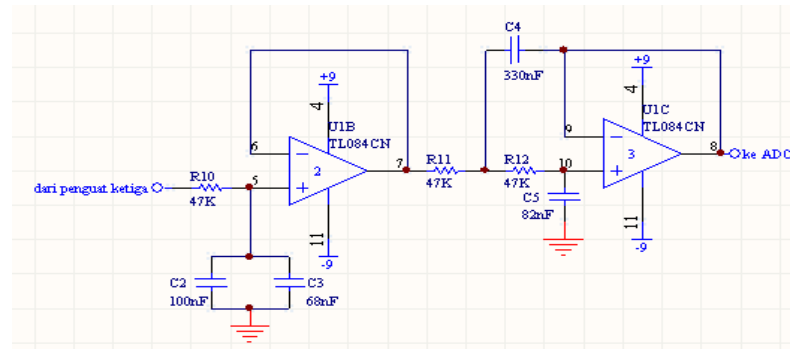 C4
330nF
+9
4
U1B
TL084CN
6
2
7
5
dari penguat ketiga
R10
47K
11
-9
C2
100nF
C3
68nF
R11
47K
R12
47K
C5
82nF
+9
4
U1C
TL084CN
9
3
8
10
ke ADC
11
-9